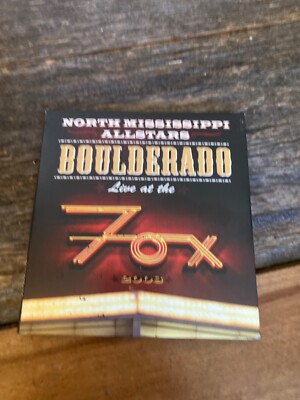 NORTH MISSISSIPPI
ALLSTARS
BOULDERADO
Live at the
Fox